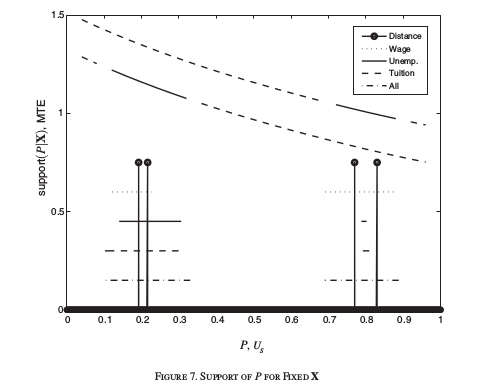 1.5
Distance
Wage
Unemp.
Tuition
All
1
support(P|X), MTE
0.5
0
0 0.1 0.2 0.3 0.4 0.5 0.6 0.7 0.8 0.9 1
P, Us
FIGURE 7. SUPPORT OF P FOR FIXED X